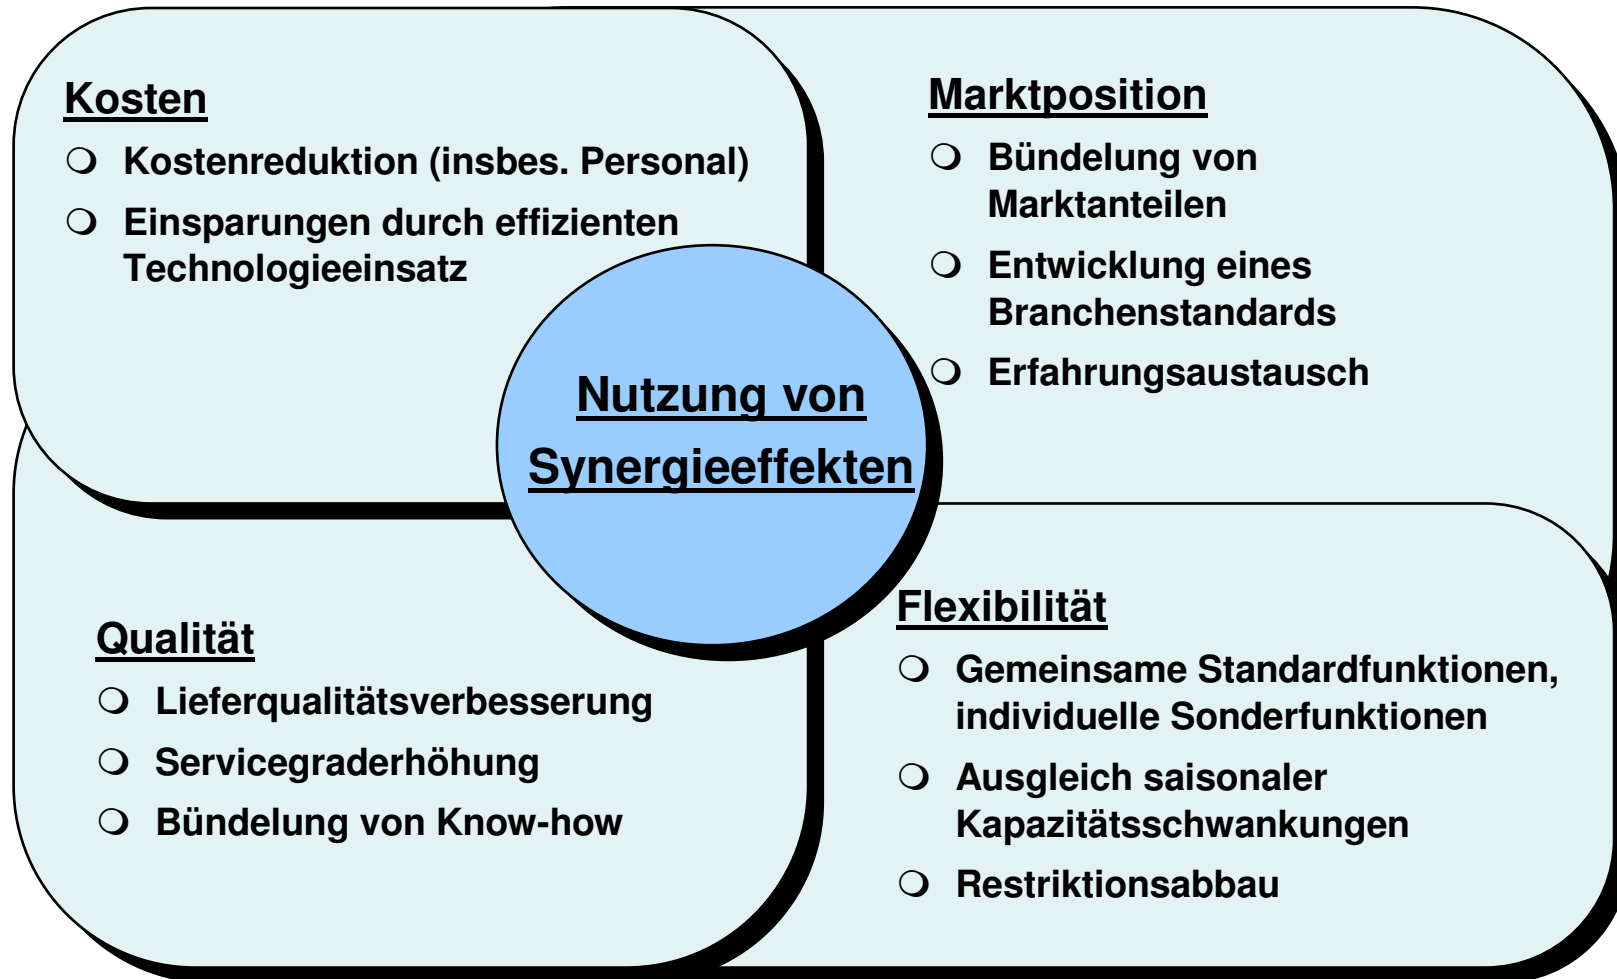 Kosten
❍ Kostenreduktion (insbes. Personal)
❍ Einsparungen durch effizienten
Technologieeinsatz
Marktposition
❍ Bündelung von
Marktanteilen
❍ Entwicklung eines
Branchenstandards
❍ Erfahrungsaustausch
Nutzung von
Synergieeffekten
Qualität
❍ Lieferqualitätsverbesserung
❍ Servicegraderhöhung
❍ Bündelung von Know-how
Flexibilität
❍ Gemeinsame Standardfunktionen,
individuelle Sonderfunktionen
❍ Ausgleich saisonaler
Kapazitätsschwankungen
❍ Restriktionsabbau